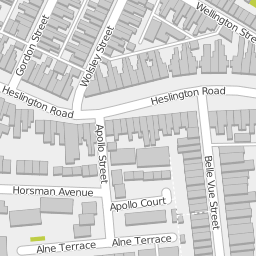 Wellington Street
Gordon Street
Wolsley Street
Heslington Road
Heslington Road
Apollo Street
Belle Vue Street
Horsman Avenue
Apollo Court
Alne Terrace
Alne Terrace